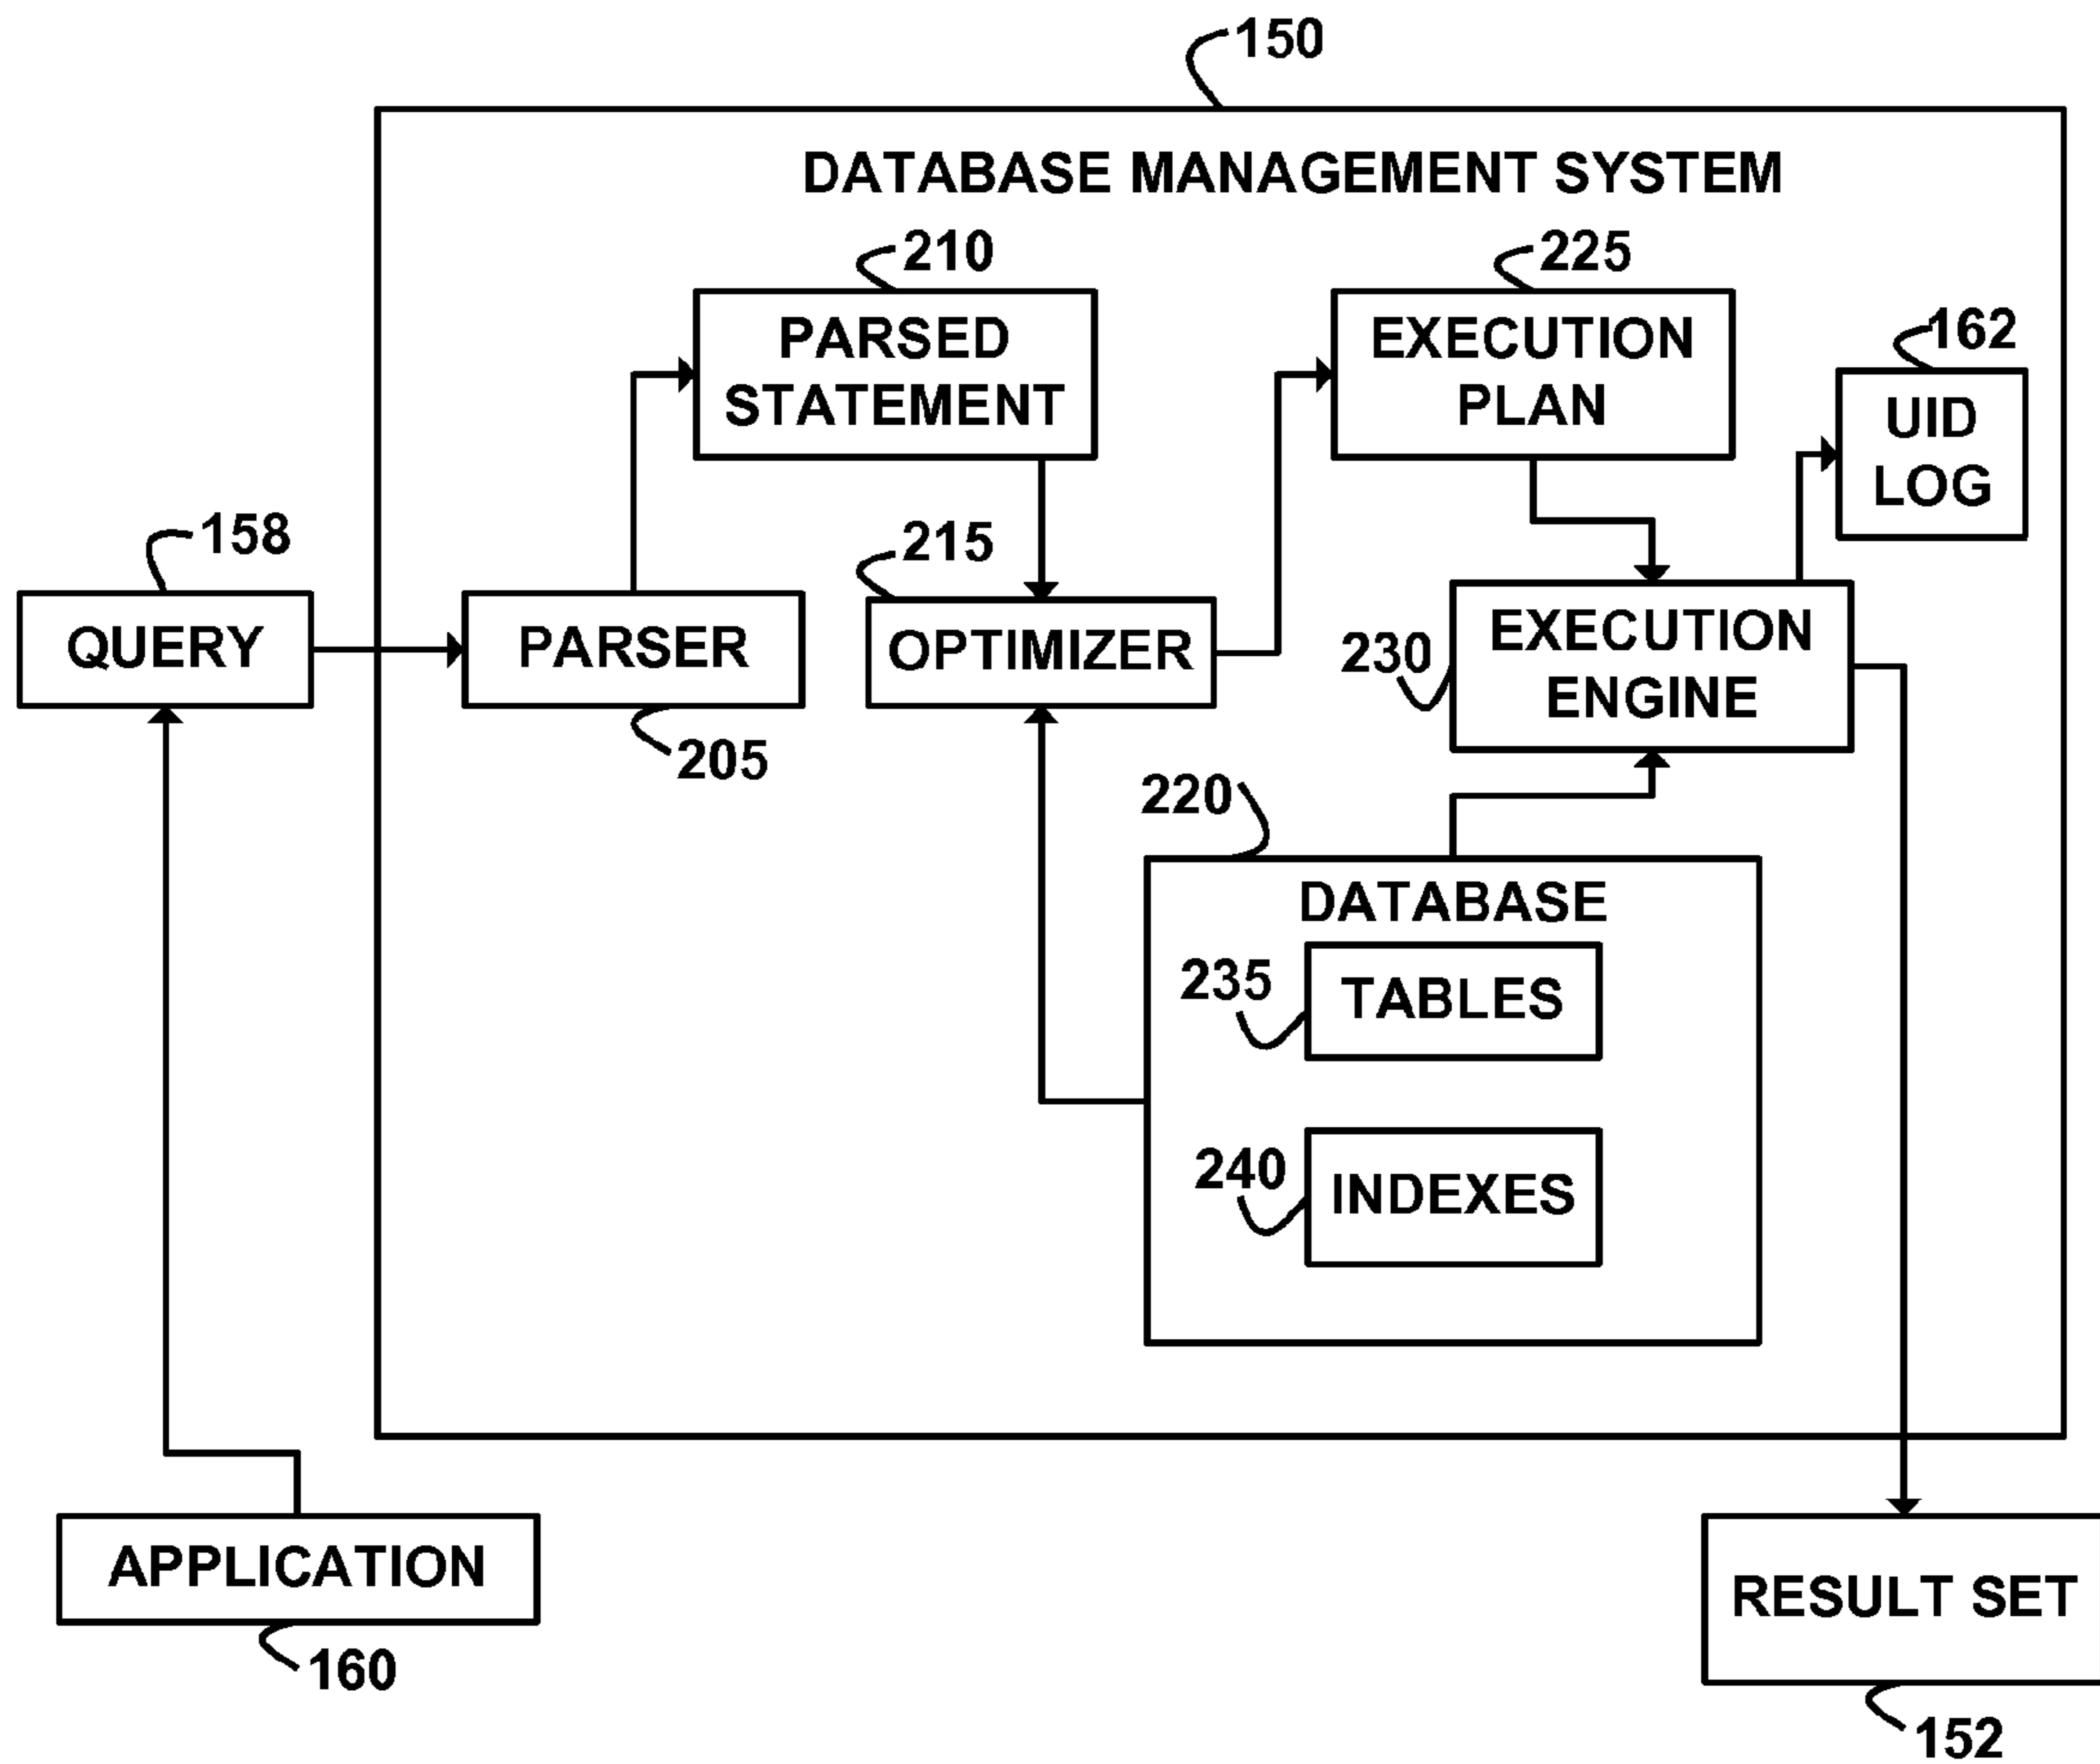 150
DATABASE MANAGEMENT SYSTEM
210
225
PARSED
STATEMENT
EXECUTION
PLAN
162
UID
LOG
158
215
QUERY
PARSER
OPTIMIZER
230
EXECUTION
ENGINE
205
220
DATABASE
235
TABLES
240
INDEXES
APPLICATION
160
RESULT SET
152